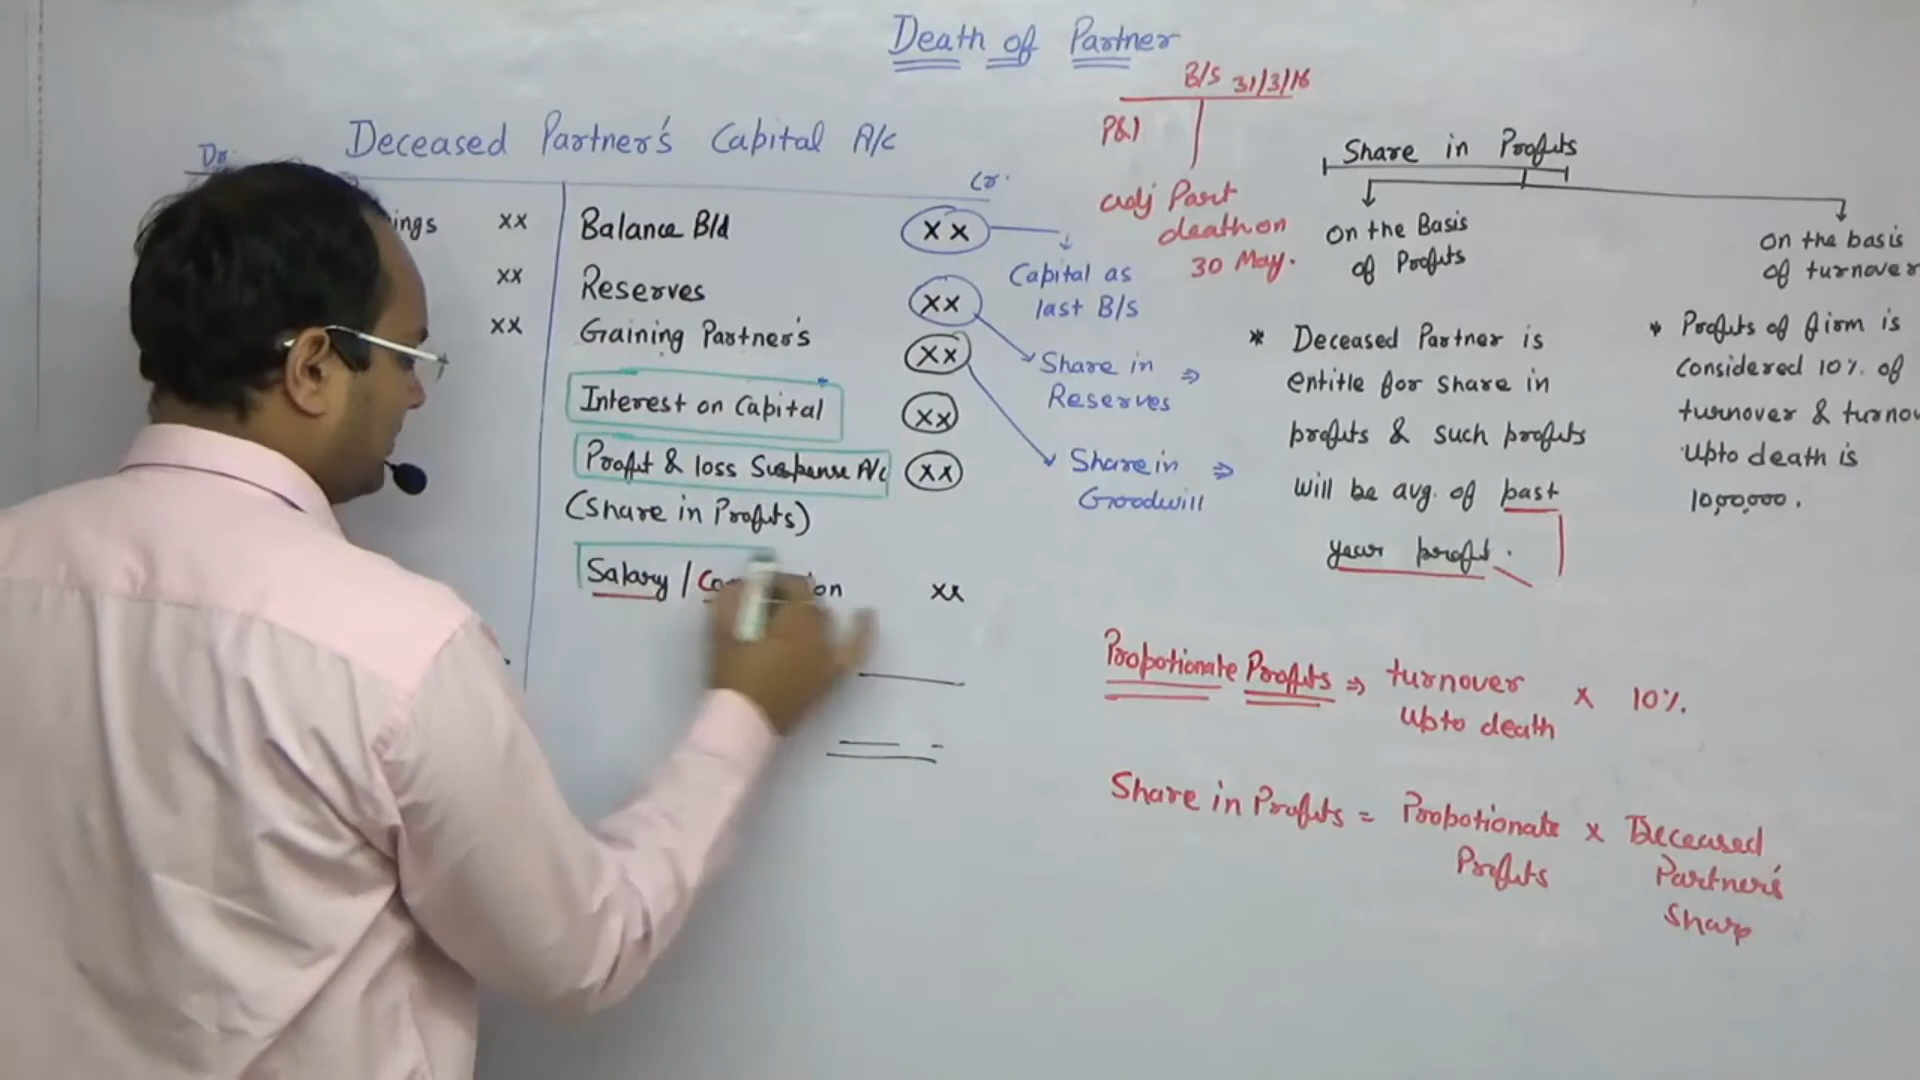 Death of Partner
B/S 31/3/16
P&l
adj Part
death on
30 May.
Deceased Partner's Capital A/c
Dr.
Cr.
ings xx
xx
xx
Balance B/d xx
Reserves xx
Gaining Partner's xx
Interest on Capital xx
Profit & loss Suspense A/c xx
(Share in Profits)
Salary / Co on xx
Capital as
last B/S
Share in ⇒
Reserves
Share in ⇒
Goodwill
Share in Profits
on the Basis
of Profits
* Deceased Partner is
entitle for share in
profits & such profits
will be avg. of past
year profit.
on the basis
of turnover
* Profits of firm is
considered 10% of
turnover & turnov
upto death is
10,00,000.
Propotionate Profits ⇒ turnover x 10%.
upto death
Share in Profits = Propotionate x Deceased
Profits Partner's
Share